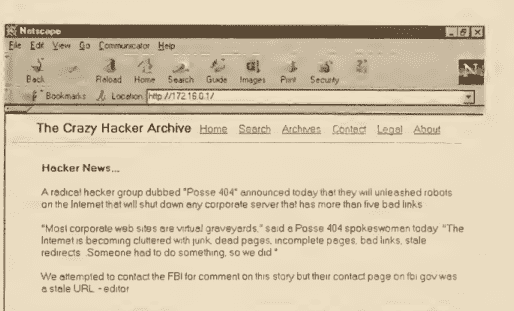 Netscape
File Edit View Go Communicator Help
Back Reload Home Search Guide Images Print Security
Bookmarks Location: http://172.16.0.1/
The Crazy Hacker Archive Home Search Archives Contact Legal About
Hacker News...
A radical hacker group dubbed "Posse 404" announced today that they will unleashed robots
on the Internet that will shut down any corporate server that has more than five bad links
"Most corporate web sites are virtual graveyards," said a Posse 404 spokeswomen today "The
Internet is becoming cluttered with junk, dead pages, incomplete pages, bad links, stale
redirects Someone had to do something, so we did"
We attempted to contact the FBI for comment on this story but their contact page on fbi gov was
a stale URL - editor